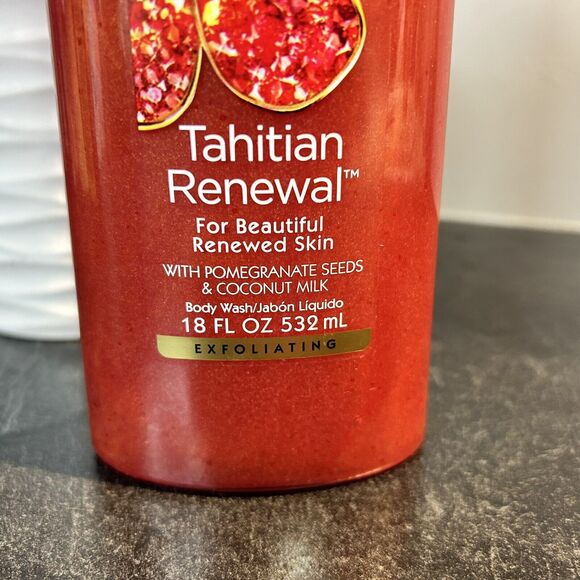 Tahitian
Renewal™
For Beautiful
Renewed Skin
WITH POMEGRANATE SEEDS
& COCONUT MILK
Body Wash/Jabón Líquido
18 FL OZ 532 mL
EXFOLIATING